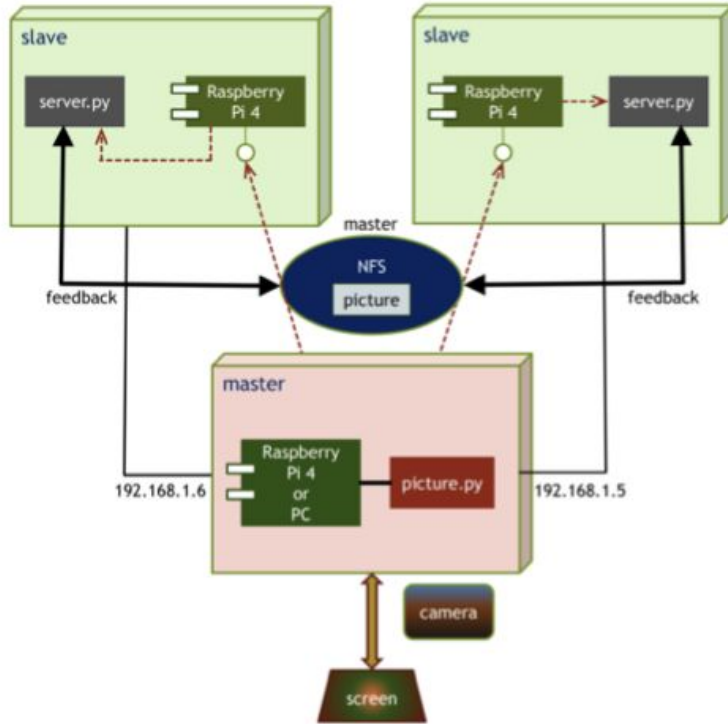 slave
server.py
Raspberry
Pi 4
slave
Raspberry
Pi 4
server.py
master
NFS
picture
feedback
feedback
master
Raspberry
Pi 4
or
PC
picture.py
192.168.1.6
192.168.1.5
camera
screen